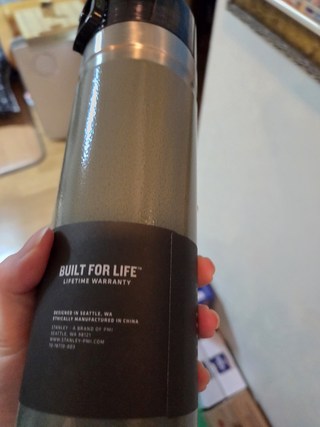 BUILT FOR LIFE™
LIFETIME WARRANTY
DESIGNED IN SEATTLE, WA
ETHICALLY MANUFACTURED IN CHINA
STANLEY - A BRAND OF PMI
SEATTLE, WA 98121
WWW.STANLEY-PMI.COM